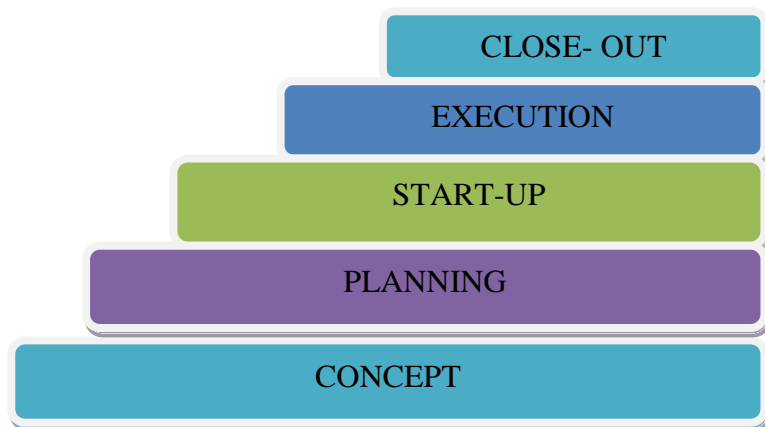 CLOSE- OUT
EXECUTION
START-UP
PLANNING
CONCEPT